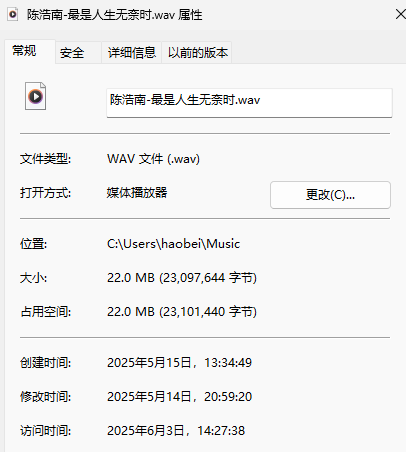 陈浩南-最是人生无奈时.wav 属性
常规 安全 详细信息 以前的版本
陈浩南-最是人生无奈时.wav
文件类型: WAV 文件 (.wav)
打开方式: 媒体播放器 更改(C)...
位置: C:\Users\haobei\Music
大小: 22.0 MB (23,097,644 字节)
占用空间: 22.0 MB (23,101,440 字节)
创建时间: 2025年5月15日，13:34:49
修改时间: 2025年5月14日，20:59:20
访问时间: 2025年6月3日，14:27:38